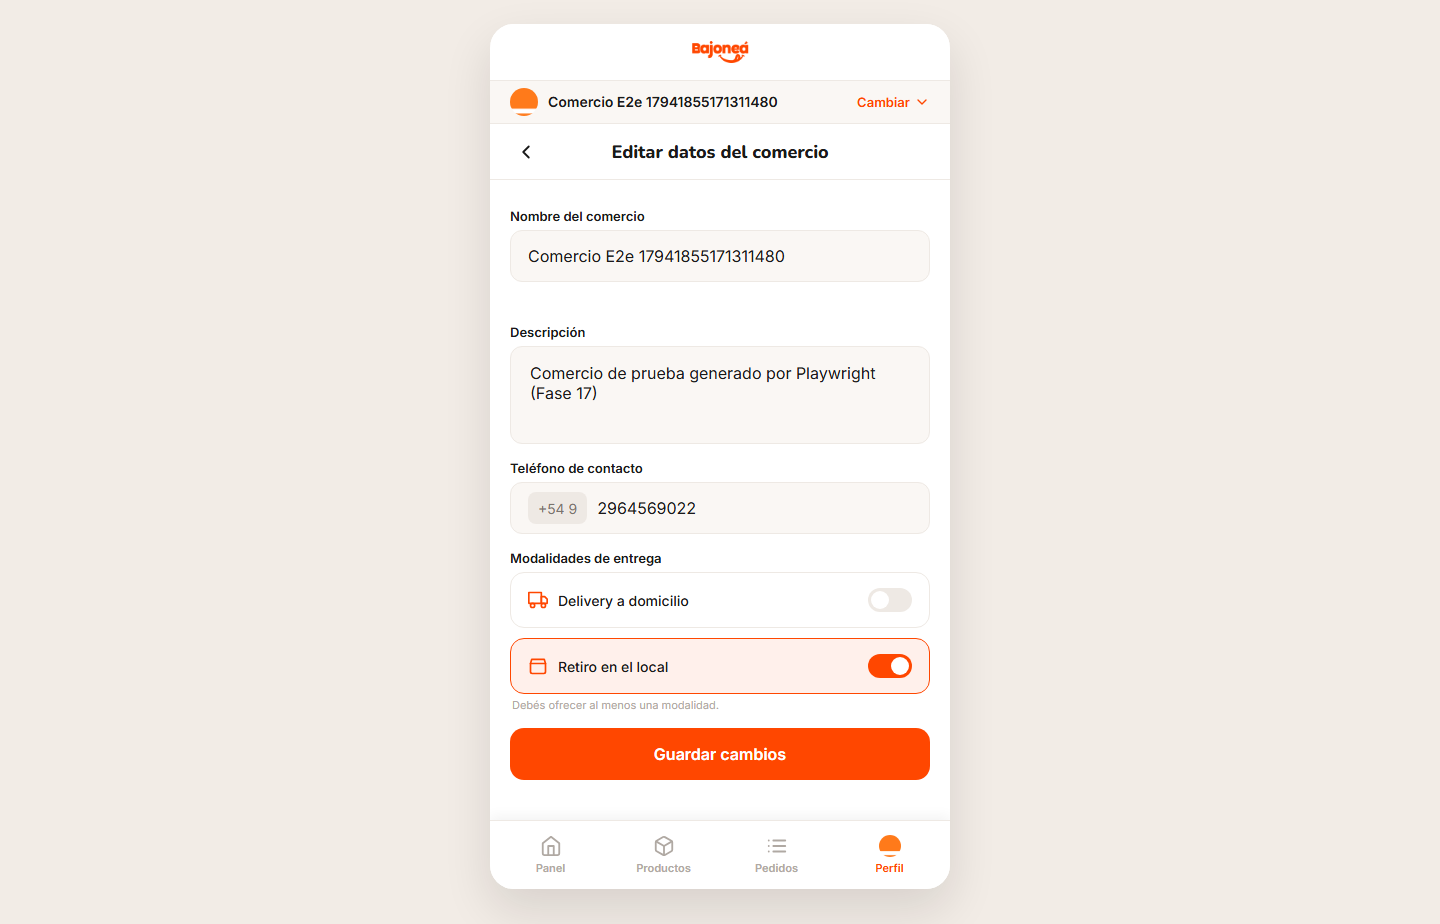 Bajoneá
Comercio E2e 17941855171311480
Cambiar
Editar datos del comercio
Nombre del comercio
Comercio E2e 17941855171311480
Descripción
Comercio de prueba generado por Playwright
(Fase 17)
Teléfono de contacto
+54 9 2964569022
Modalidades de entrega
Delivery a domicilio
Retiro en el local
Debés ofrecer al menos una modalidad.
Guardar cambios
Panel
Productos
Pedidos
Perfil